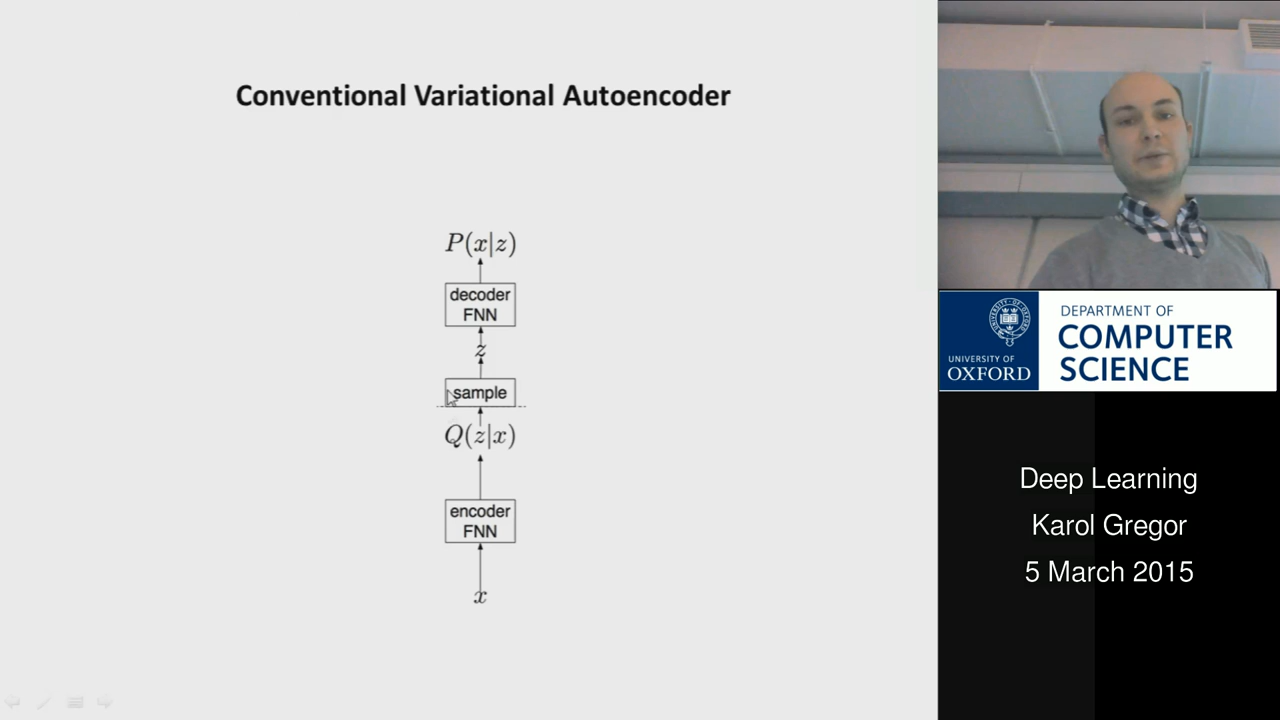 Conventional Variational Autoencoder
P(x|z)
decoder
FNN
z
sample
Q(z|x)
encoder
FNN
x
UNIVERSITY OF
OXFORD
DEPARTMENT OF
COMPUTER
SCIENCE
Deep Learning
Karol Gregor
5 March 2015